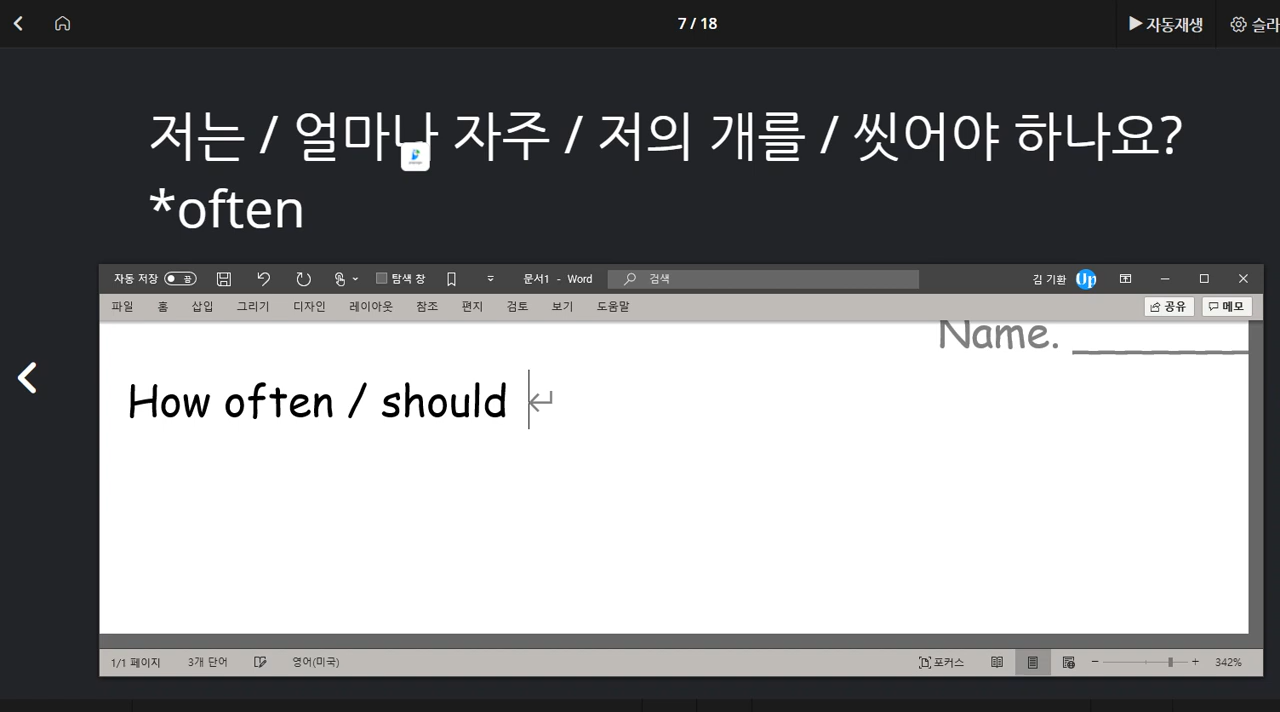 7 / 18
▶ 자동재생
슬라
저는 / 얼마나 자주 / 저의 개를 / 씻어야 하나요?
*often
자동 저장 끔
탐색 창
문서1 - Word
검색
김 기환
Up
파일 홈 삽입 그리기 디자인 레이아웃 참조 편지 검토 보기 도움말
공유 메모
Name. ________
How often / should
1/1 페이지 3개 단어 영어(미국)
포커스
− + 342%